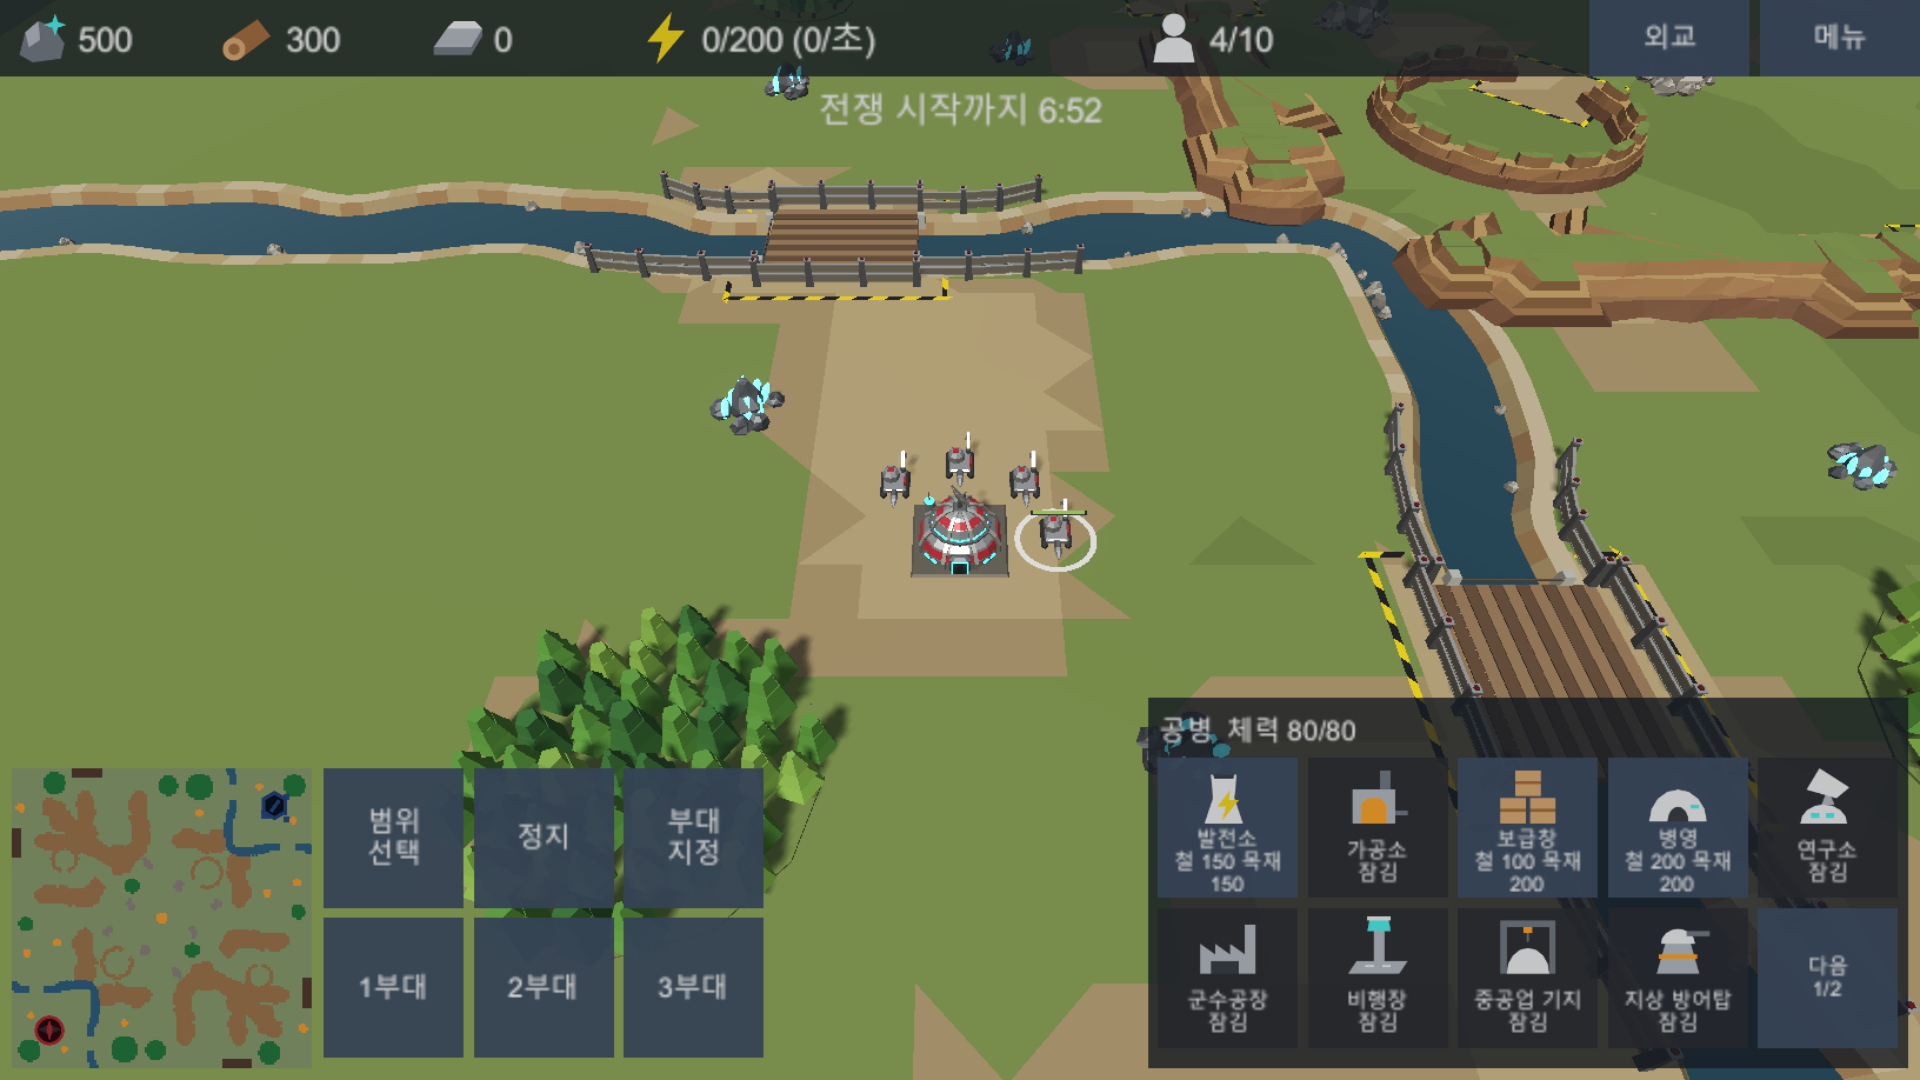 500
300
0
0/200 (0/초)
4/10
외교
메뉴
전쟁 시작까지 6:52
공병 체력 80/80
발전소
철 150 목재
150
가공소
잠김
보급창
철 100 목재
200
병영
철 200 목재
200
연구소
잠김
범위
선택
정지
부대
지정
군수공장
잠김
비행장
잠김
중공업 기지
잠김
지상 방어탑
잠김
다음
1/2
1부대
2부대
3부대